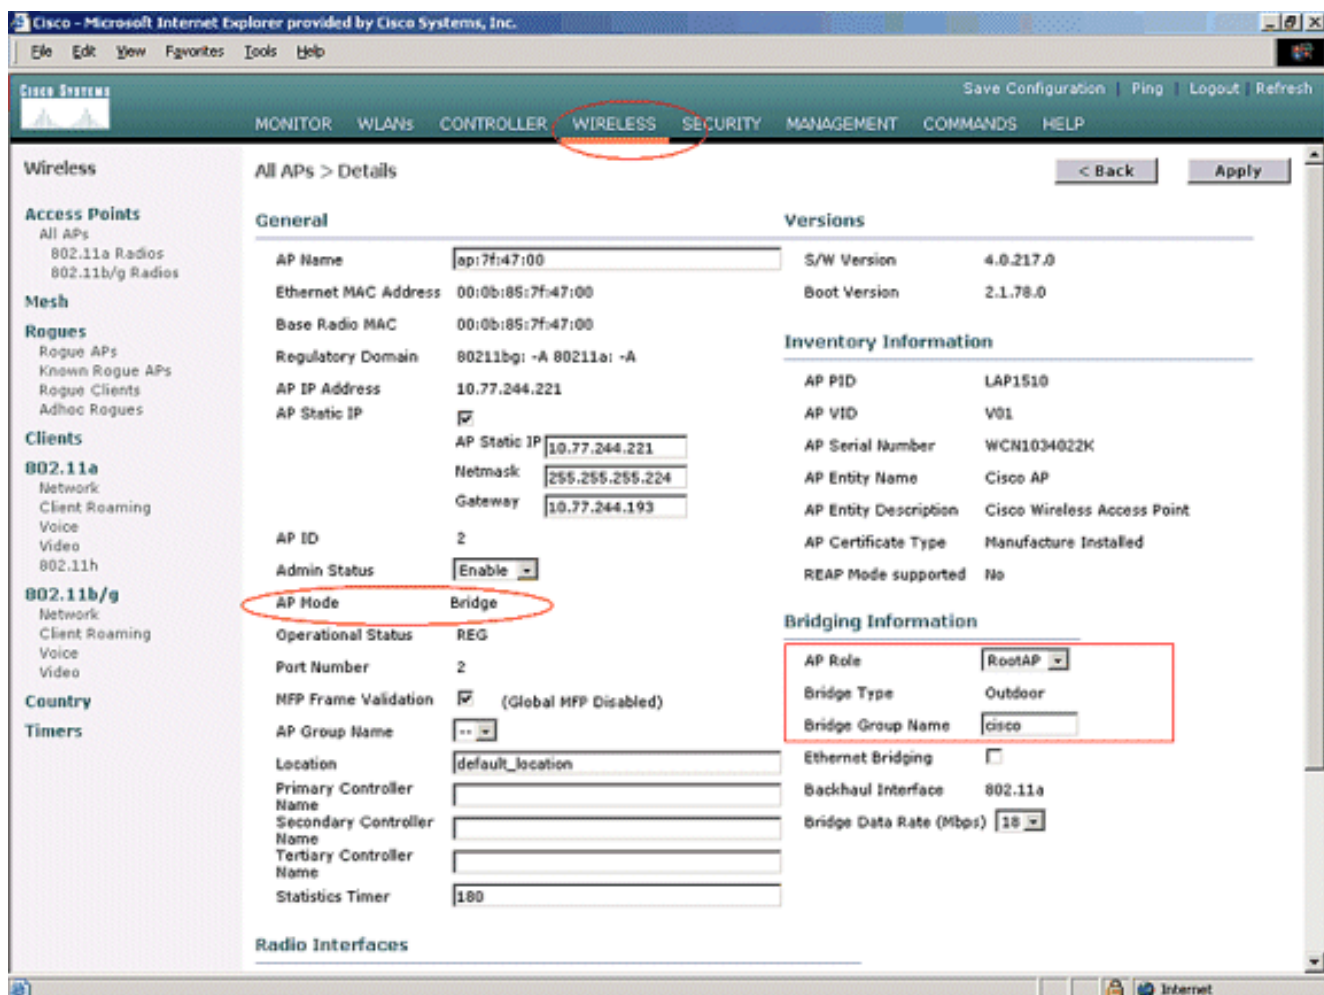 Cisco - Microsoft Internet Explorer provided by Cisco Systems, Inc.
File Edit View Favorites Tools Help
Cisco Systems
Save Configuration | Ping | Logout | Refresh
MONITOR WLANs CONTROLLER WIRELESS SECURITY MANAGEMENT COMMANDS HELP
Wireless
Access Points
All APs
802.11a Radios
802.11b/g Radios
Mesh
Rogues
Rogue APs
Known Rogue APs
Rogue Clients
Adhoc Rogues
Clients
802.11a
Network
Client Roaming
Voice
Video
802.11h
802.11b/g
Network
Client Roaming
Voice
Video
Country
Timers
All APs > Details
< Back Apply
General
AP Name ap:7f:47:00
Ethernet MAC Address 00:0b:85:7f:47:00
Base Radio MAC 00:0b:85:7f:47:00
Regulatory Domain 80211bg: -A 80211a: -A
AP IP Address 10.77.244.221
AP Static IP
AP Static IP 10.77.244.221
Netmask 255.255.255.224
Gateway 10.77.244.193
AP ID 2
Admin Status Enable
AP Mode Bridge
Operational Status REG
Port Number 2
MFP Frame Validation (Global MFP Disabled)
AP Group Name --
Location default_location
Primary Controller
Name
Secondary Controller
Name
Tertiary Controller
Name
Statistics Timer 180
Radio Interfaces
Versions
S/W Version 4.0.217.0
Boot Version 2.1.78.0
Inventory Information
AP PID LAP1510
AP VID V01
AP Serial Number WCN1034022K
AP Entity Name Cisco AP
AP Entity Description Cisco Wireless Access Point
AP Certificate Type Manufacture Installed
REAP Mode supported No
Bridging Information
AP Role RootAP
Bridge Type Outdoor
Bridge Group Name cisco
Ethernet Bridging
Backhaul Interface 802.11a
Bridge Data Rate (Mbps) 18
Internet